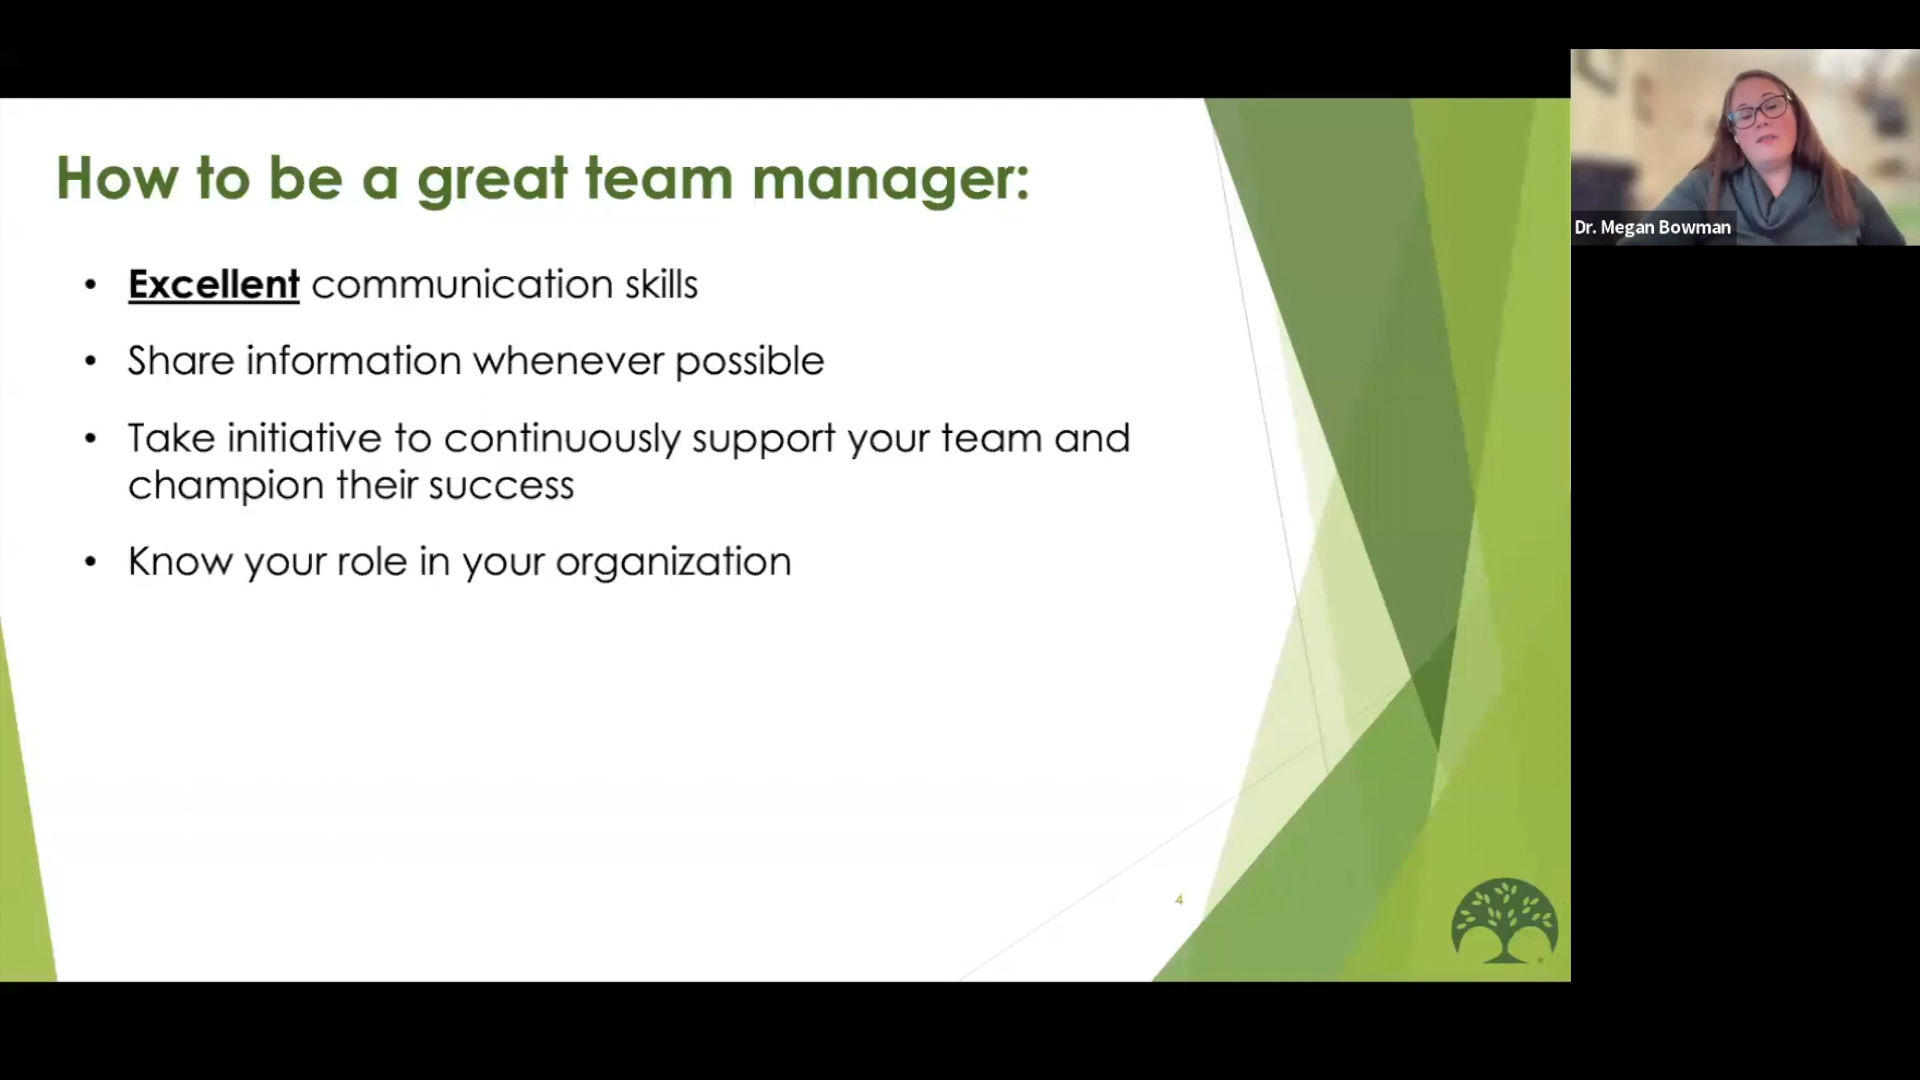 How to be a great team manager:
• Excellent communication skills
• Share information whenever possible
• Take initiative to continuously support your team and
champion their success
• Know your role in your organization
4
Dr. Megan Bowman